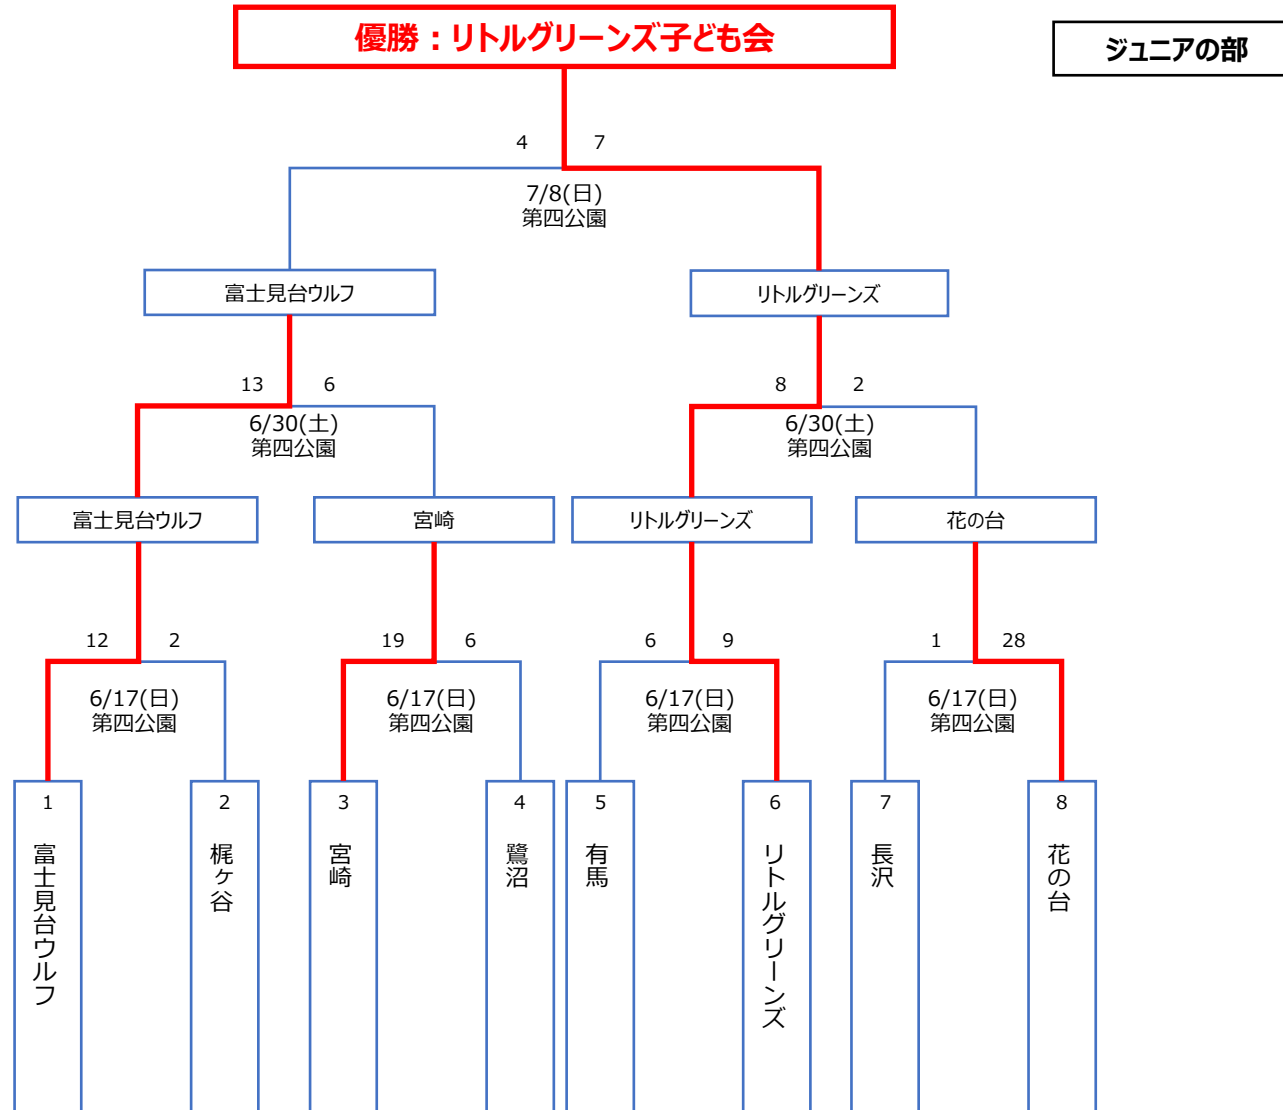 優勝：リトルグリーンズ子ども会
ジュニアの部
4 7
7/8(日)
第四公園
富士見台ウルフ
リトルグリーンズ
13 6
8 2
6/30(土)
第四公園
6/30(土)
第四公園
富士見台ウルフ
宮崎
リトルグリーンズ
花の台
12 2
19 6
6 9
1 28
6/17(日)
第四公園
6/17(日)
第四公園
6/17(日)
第四公園
6/17(日)
第四公園
1
富士見台ウルフ
2
梶ヶ谷
3
宮崎
4
鷺沼
5
有馬
6
リトルグリーンズ
7
長沢
8
花の台